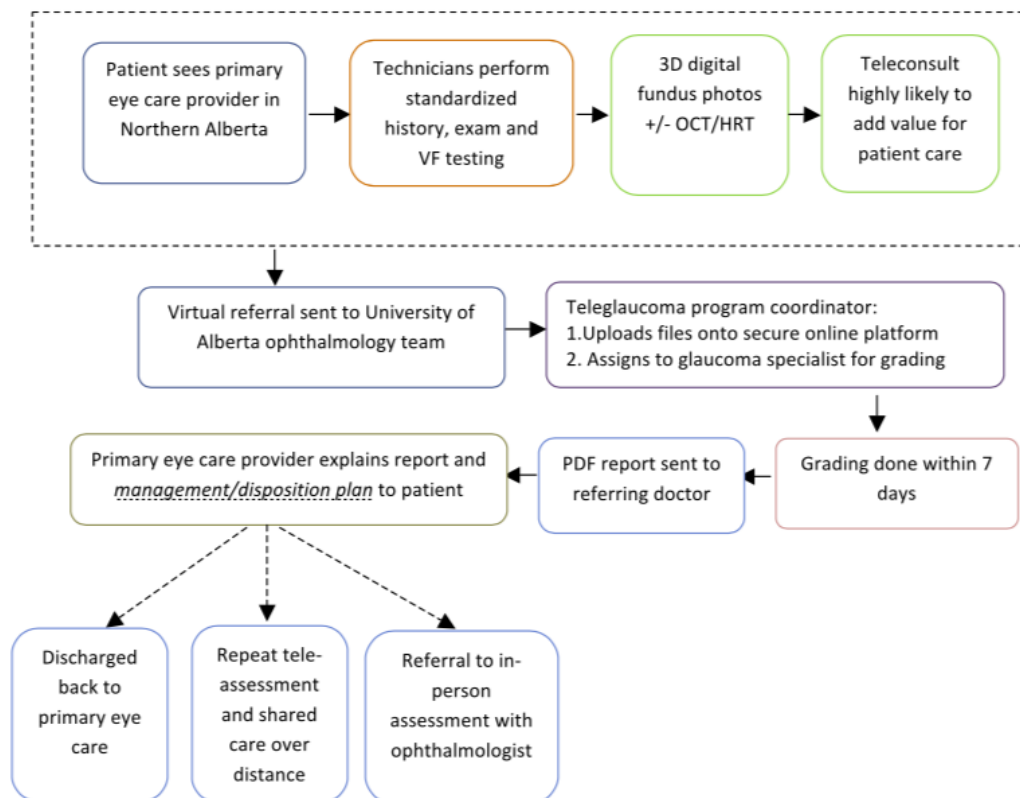 Patient sees primary
eye care provider in
Northern Alberta
Technicians perform
standardized
history, exam and
VF testing
3D digital
fundus photos
+/- OCT/HRT
Teleconsult
highly likely to
add value for
patient care
Virtual referral sent to University of
Alberta ophthalmology team
Teleglaucoma program coordinator:
1.Uploads files onto secure online platform
2. Assigns to glaucoma specialist for grading
Grading done within 7
days
PDF report sent to
referring doctor
Primary eye care provider explains report and
management/disposition plan to patient
Discharged
back to
primary eye
care
Repeat tele-
assessment
and shared
care over
distance
Referral to in-
person
assessment with
ophthalmologist